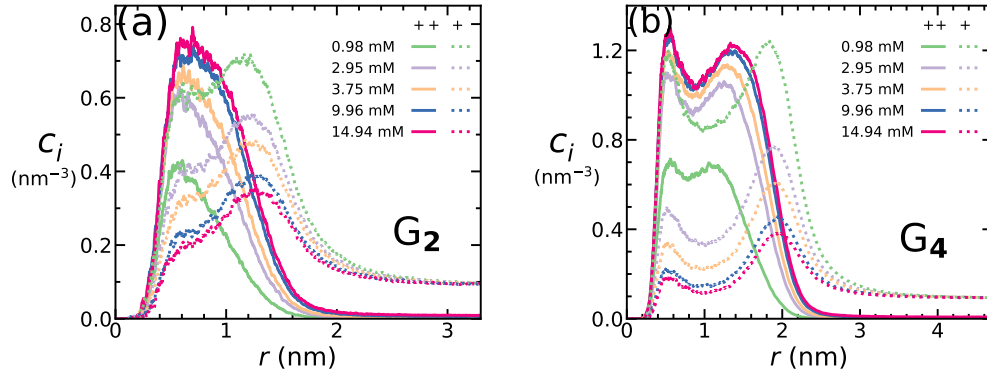 (a)
++ +
0.98 mM
2.95 mM
3.75 mM
9.96 mM
14.94 mM
0.8
0.6
0.4
0.2
0.0
c_i
(nm⁻³)
G₂
0 1 2 3
r (nm)
(b)
++ +
0.98 mM
2.95 mM
3.75 mM
9.96 mM
14.94 mM
1.2
0.8
0.4
0.0
c_i
(nm⁻³)
G₄
0 1 2 3 4
r (nm)